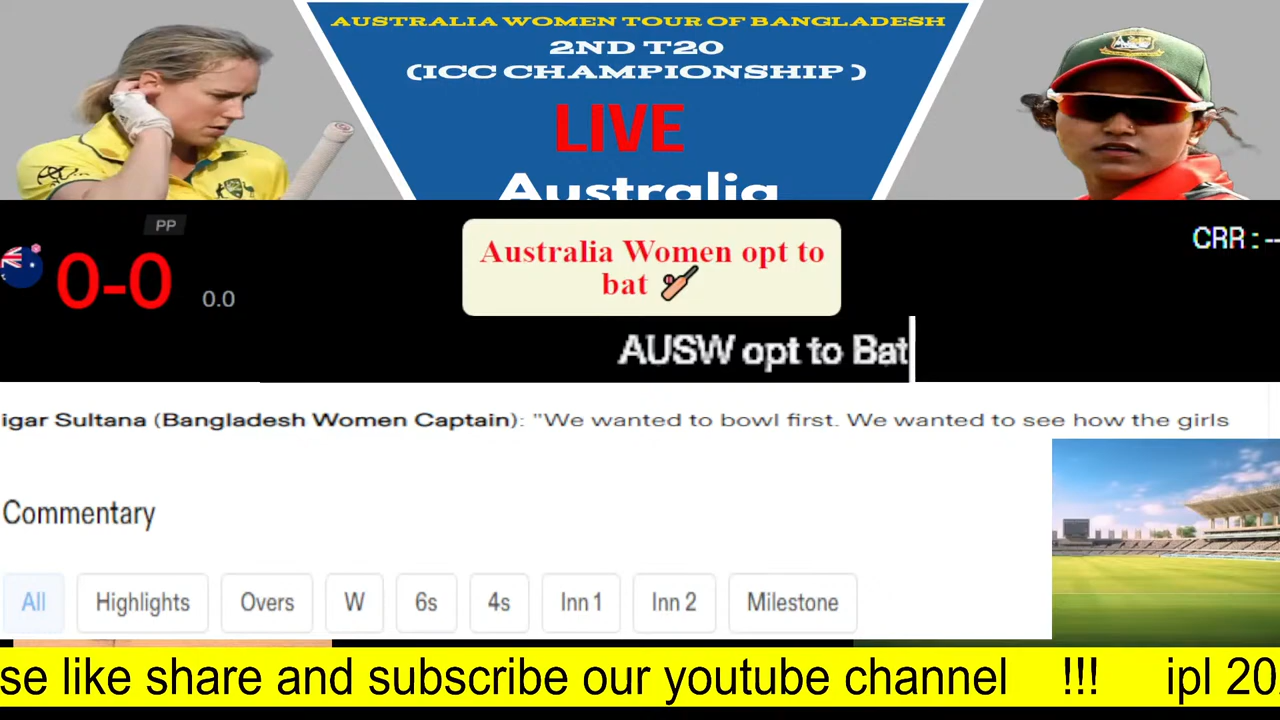 AUSTRALIA WOMEN TOUR OF BANGLADESH
2ND T20
(ICC CHAMPIONSHIP )
LIVE
Australia
PP
0-0
0.0
Australia Women opt to
bat
CRR : --
AUSW opt to Bat
igar Sultana (Bangladesh Women Captain): "We wanted to bowl first. We wanted to see how the girls
Commentary
All Highlights Overs W 6s 4s Inn 1 Inn 2 Milestone
se like share and subscribe our youtube channel !!! ipl 20